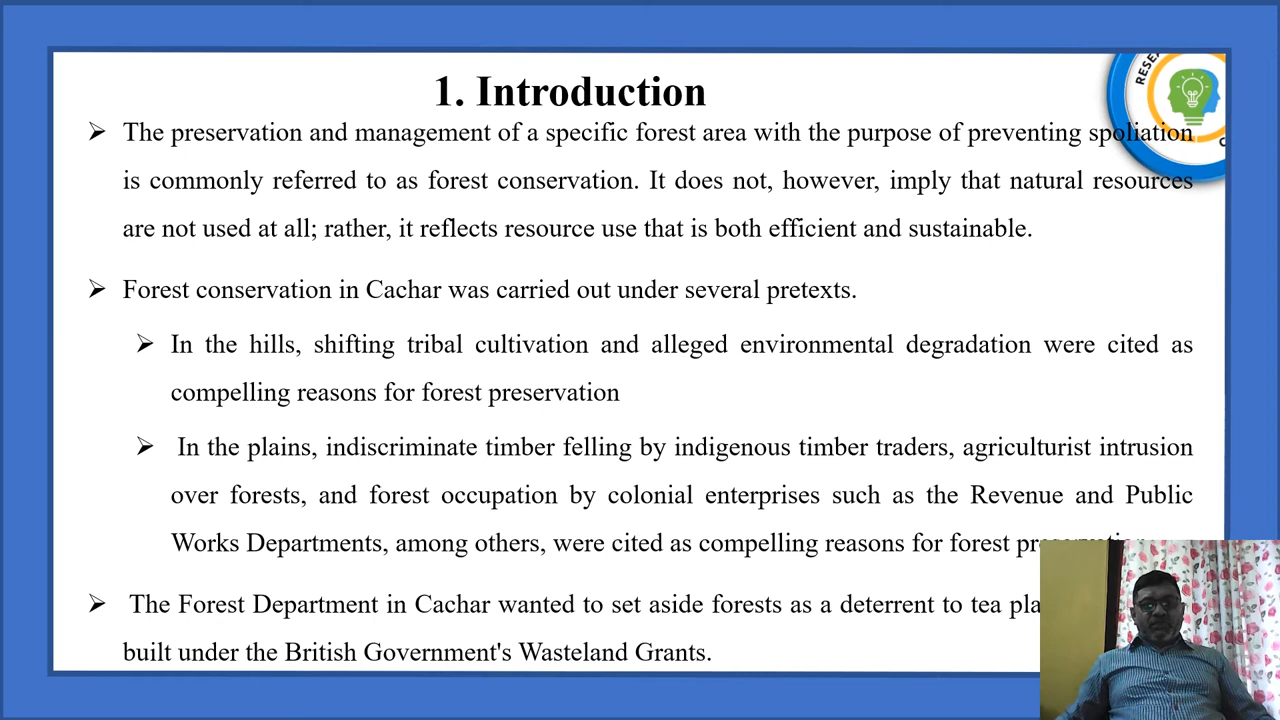 1. Introduction
RESEA
➢ The preservation and management of a specific forest area with the purpose of preventing spoliation
is commonly referred to as forest conservation. It does not, however, imply that natural resources
are not used at all; rather, it reflects resource use that is both efficient and sustainable.
➢ Forest conservation in Cachar was carried out under several pretexts.
➢ In the hills, shifting tribal cultivation and alleged environmental degradation were cited as
compelling reasons for forest preservation
➢ In the plains, indiscriminate timber felling by indigenous timber traders, agriculturist intrusion
over forests, and forest occupation by colonial enterprises such as the Revenue and Public
Works Departments, among others, were cited as compelling reasons for forest
➢ The Forest Department in Cachar wanted to set aside forests as a deterrent to tea
built under the British Government's Wasteland Grants.